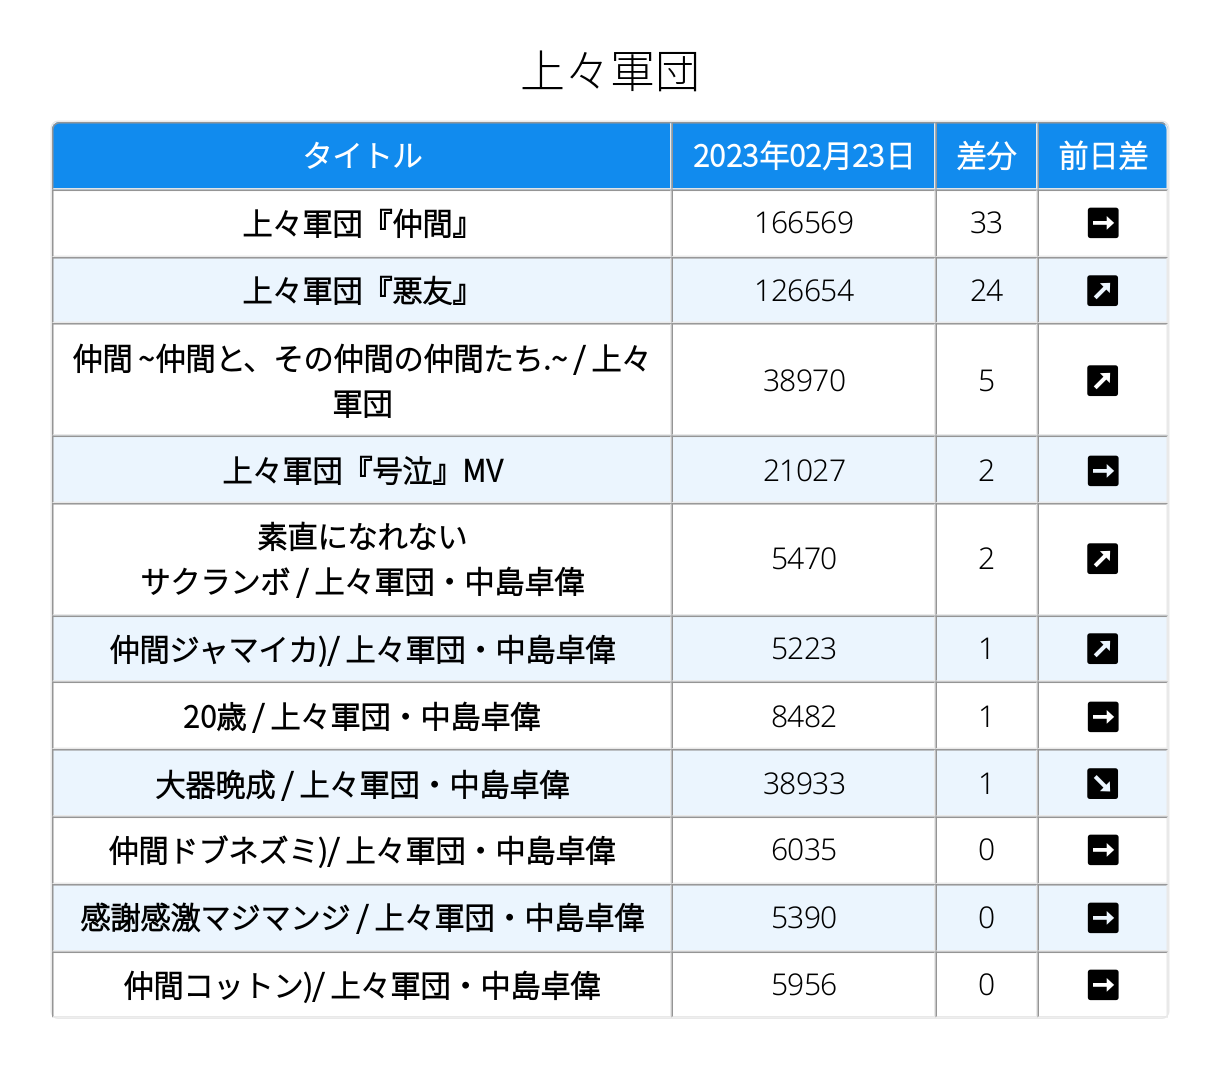 上々軍団
タイトル 2023年02月23日 差分 前日差
上々軍団『仲間』 166569 33 ➡
上々軍団『悪友』 126654 24 ↗
仲間 ~仲間と、その仲間の仲間たち.~ / 上々
軍団 38970 5 ↗
上々軍団『号泣』MV 21027 2 ➡
素直になれない
サクランボ / 上々軍団・中島卓偉 5470 2 ↗
仲間ジャマイカ)/ 上々軍団・中島卓偉 5223 1 ↗
20歳 / 上々軍団・中島卓偉 8482 1 ➡
大器晩成 / 上々軍団・中島卓偉 38933 1 ↘
仲間ドブネズミ)/ 上々軍団・中島卓偉 6035 0 ➡
感謝感激マジマンジ / 上々軍団・中島卓偉 5390 0 ➡
仲間コットン)/ 上々軍団・中島卓偉 5956 0 ➡